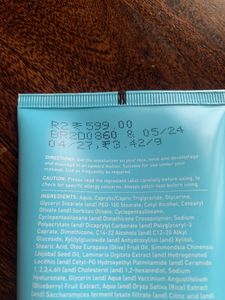 R2 ₹599.00
BR2D0860 & 05/24
04/27, ₹3.42/g
DIRECTIONS: Get the moisturizer on your face, neck and décolletage
and massage in an upward motion. Suitable for use under your
makeup. Use as frequently as required.
CAUTION: Please read the ingredient label carefully before using, to
check for specific allergy concerns. Always patch-test before using.
INGREDIENTS: Aqua, Caprylic/Capric Triglyceride, Glycerine,
Glyceryl Stearate (and) PEG-100 Stearate, Cetyl Alcohol, Cetearyl
Olivate (and) Sorbitan Olivate, Cyclopentasiloxane,
Cyclopentasiloxane (and) Dimethicone Crosspolymer, Sodium
Polyacrylate (and) Dicaprylyl Carbonate (and) Polyglyceryl-3
Caprate, Dimethicone, C14-22 Alcohols (and) C12-20 Alkyl
Glucoside, Xylitylglucoside (and) Anhydroxylitol (and) Xylitol,
Stearic Acid, Olea Europaea (Olive) Fruit Oil, Simmondsia Chinensis
(Jojoba) Seed Oil, Laminaria Digitata Extract (and) Hydrogenated
Lecithin (and) Cetyl-PG Hydroxyethyl Palmitamide (and) Ceramide
1, 2,3,4,6II (and) Cholesterol (and) 1,2-hexanediol, Sodium
Hyaluronate, Glycerin (and) Aqua (and) Vaccinium Angustifolium
(Blueberry) Fruit Extract, Aqua (and) Oryza Sativa (Rice) Extract
(and) Saccharomyces ferment lysate filtrate (and) Citric acid (and)